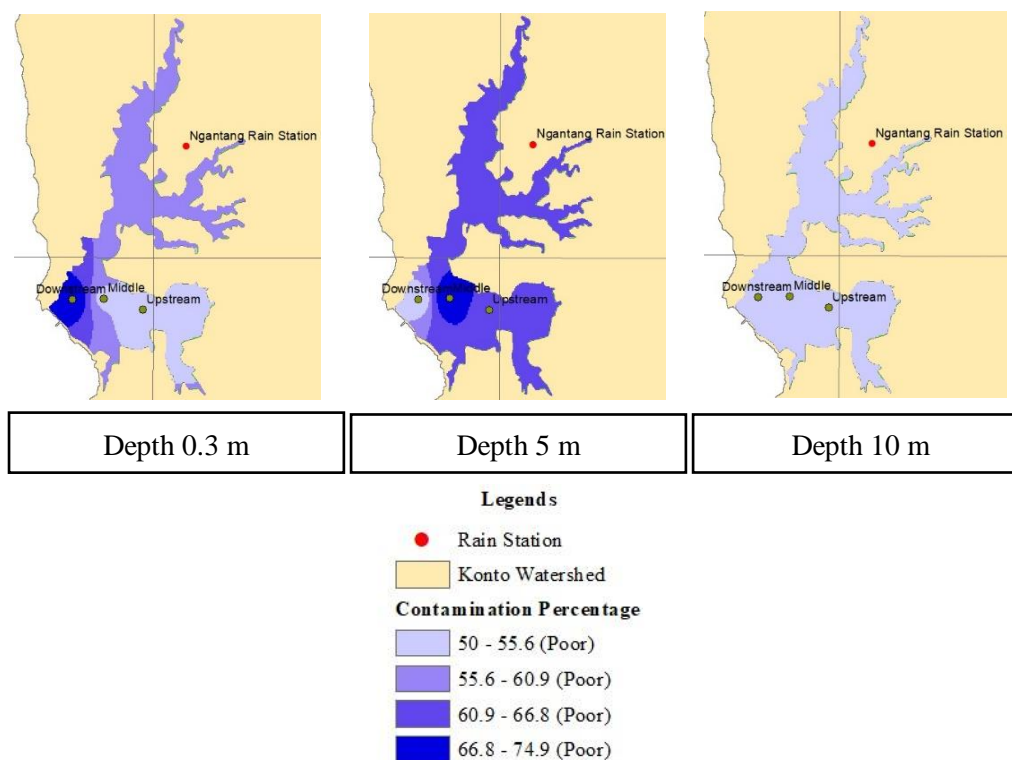 Ngantang Rain Station
Downstream Middle
Upstream
Ngantang Rain Station
Downstream Middle
Upstream
Ngantang Rain Station
Downstream Middle
Upstream
Depth 0.3 m
Depth 5 m
Depth 10 m
Legends
Rain Station
Konto Watershed
Contamination Percentage
50 - 55.6 (Poor)
55.6 - 60.9 (Poor)
60.9 - 66.8 (Poor)
66.8 - 74.9 (Poor)